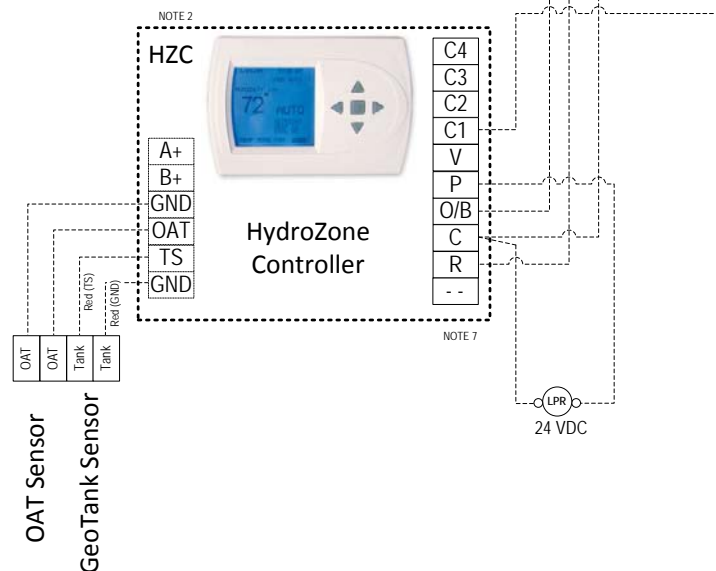 NOTE 2
HZC
72°
AUTO
C4
C3
C2
C1
V
P
O/B
C
R
- -
A+
B+
GND
OAT
TS
GND
HydroZone
Controller
Red (TS)
Red (GND)
NOTE 7
OAT
OAT
Tank
Tank
LPR
24 VDC
OAT Sensor
GeoTank Sensor